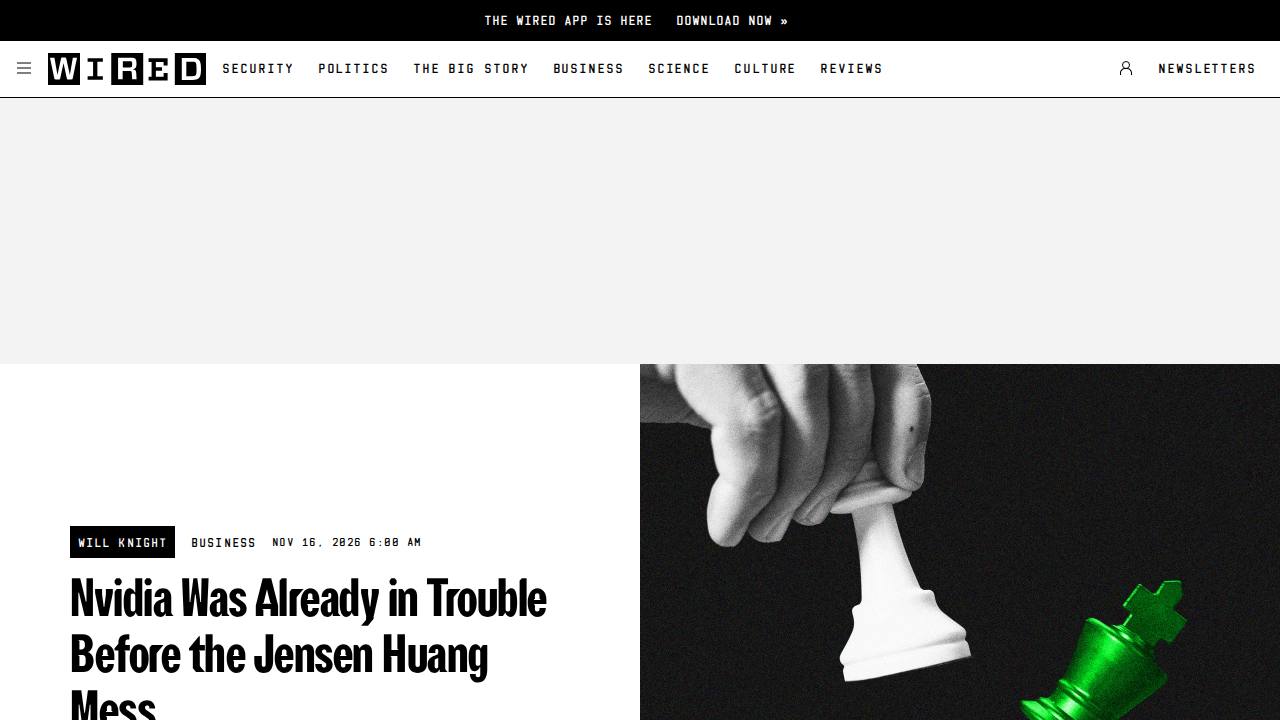 THE WIRED APP IS HERE DOWNLOAD NOW »
WIRED SECURITY POLITICS THE BIG STORY BUSINESS SCIENCE CULTURE REVIEWS NEWSLETTERS
WILL KNIGHT BUSINESS NOV 16, 2026 6:00 AM
Nvidia Was Already in Trouble
Before the Jensen Huang
Mess